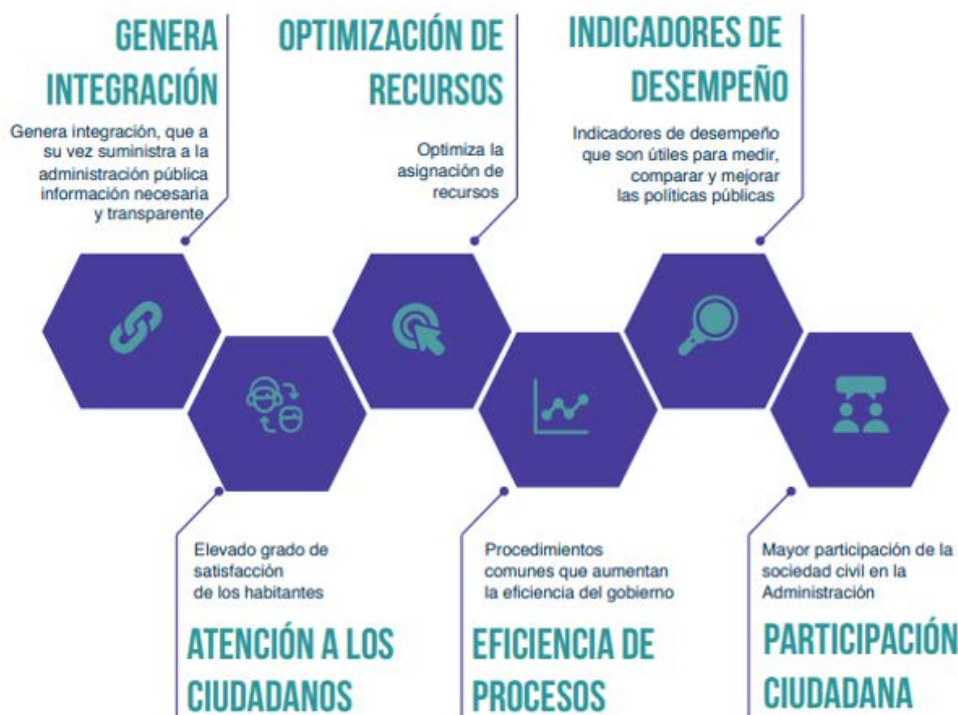 GENERA
INTEGRACIÓN
Genera integración, que a
su vez suministra a la
administración pública
información necesaria
y transparente.
OPTIMIZACIÓN DE
RECURSOS
Optimiza la
asignación de
recursos
INDICADORES DE
DESEMPEÑO
Indicadores de desempeño
que son útiles para medir,
comparar y mejorar
las políticas públicas
Elevado grado de
satisfacción
de los habitantes
ATENCIÓN A LOS
CIUDADANOS
Procedimientos
comunes que aumentan
la eficiencia del gobierno
EFICIENCIA DE
PROCESOS
Mayor participación de la
sociedad civil en la
Administración
PARTICIPACIÓN
CIUDADANA